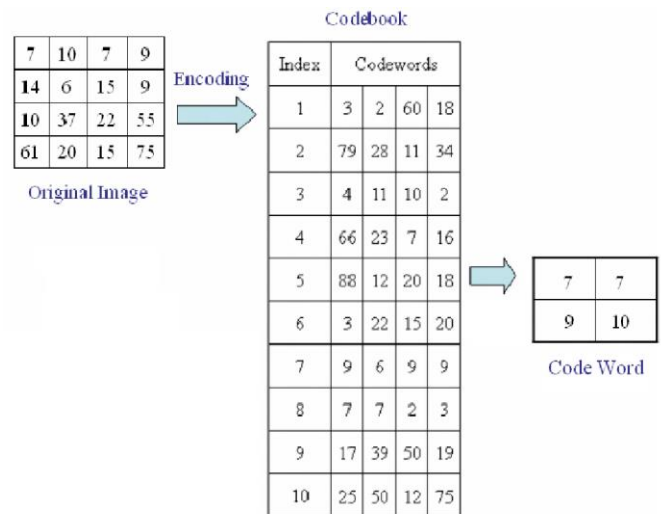 Codebook
7 10 7 9
14 6 15 9
10 37 22 55
61 20 15 75
Original Image
Encoding
Index Codewords
1 3 2 60 18
2 79 28 11 34
3 4 11 10 2
4 66 23 7 16
5 88 12 20 18
6 3 22 15 20
7 9 6 9 9
8 7 7 2 3
9 17 39 50 19
10 25 50 12 75
7 7
9 10
Code Word